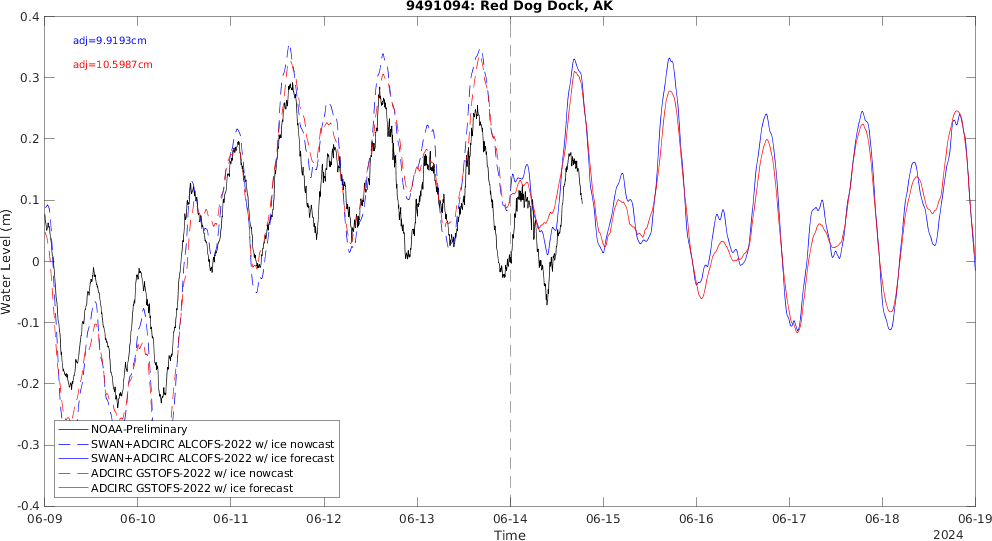 9491094: Red Dog Dock, AK
adj=9.9193cm
adj=10.5987cm
Water Level (m)
0.4
0.3
0.2
0.1
0
-0.1
-0.2
-0.3
-0.4
NOAA-Preliminary
SWAN+ADCIRC ALCOFS-2022 w/ ice nowcast
SWAN+ADCIRC ALCOFS-2022 w/ ice forecast
ADCIRC GSTOFS-2022 w/ ice nowcast
ADCIRC GSTOFS-2022 w/ ice forecast
06-09 06-10 06-11 06-12 06-13 06-14 06-15 06-16 06-17 06-18 06-19
Time
2024